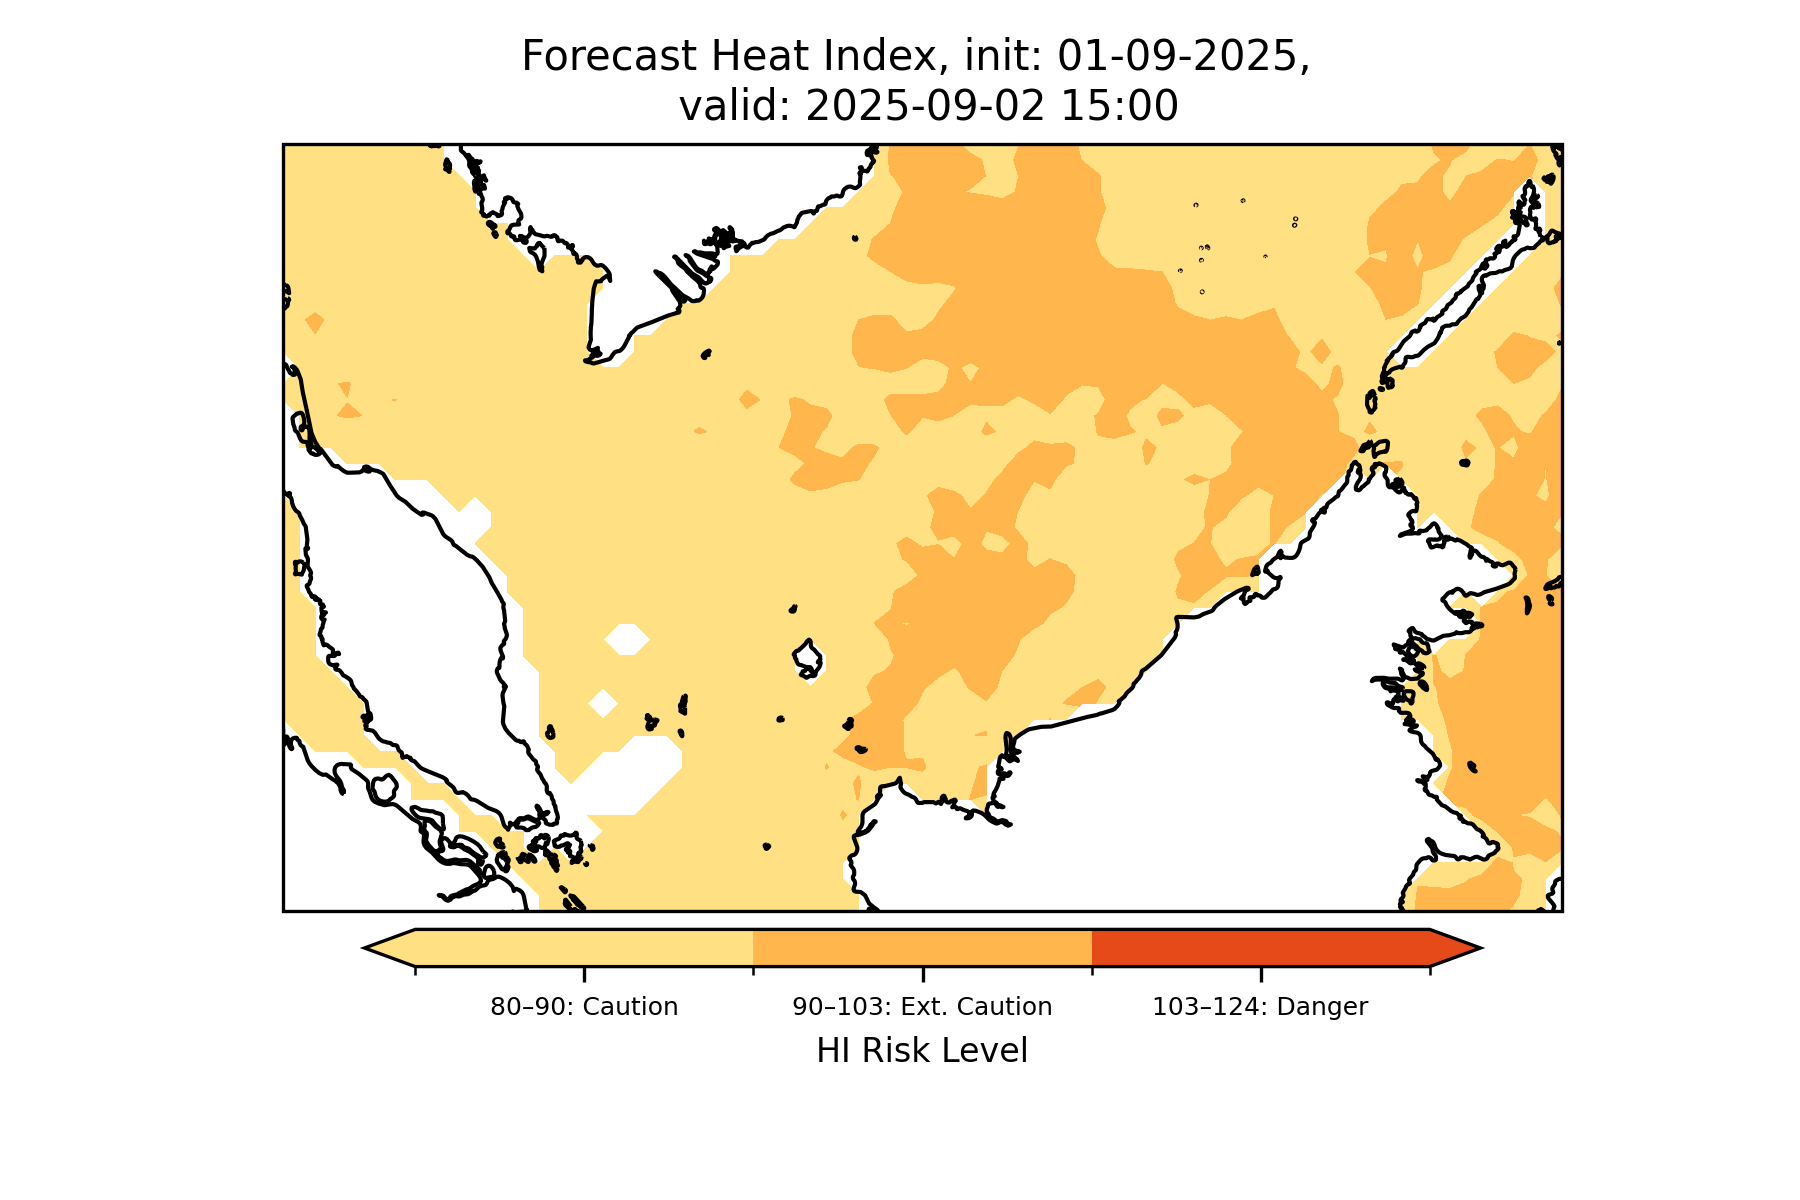 Forecast Heat Index, init: 01-09-2025,
valid: 2025-09-02 15:00
80–90: Caution
90–103: Ext. Caution
103–124: Danger
HI Risk Level